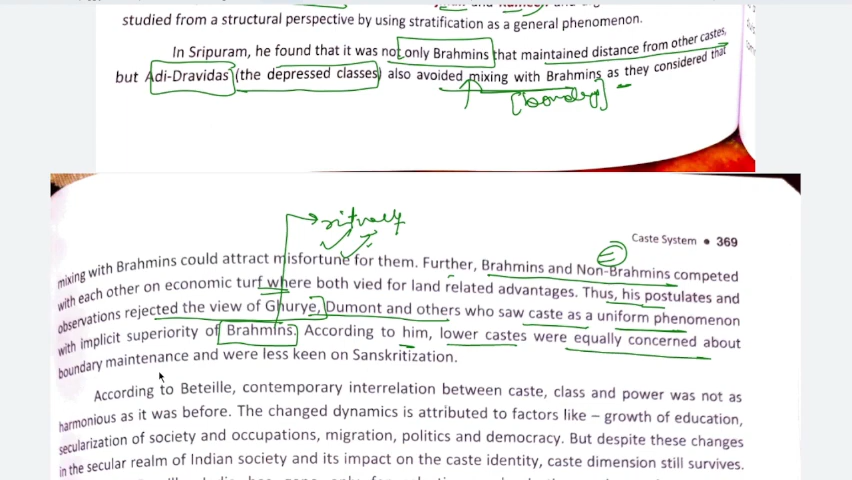 studied from a structural perspective by using stratification as a general phenomenon.
In Sripuram, he found that it was not only Brahmins that maintained distance from other castes,
but Adi-Dravidas (the depressed classes) also avoided mixing with Brahmins as they considered that
ritually
Caste System • 369
mixing with Brahmins could attract misfortune for them. Further, Brahmins and Non-Brahmins competed
with each other on economic turf where both vied for land related advantages. Thus, his postulates and
observations rejected the view of Ghurye, Dumont and others who saw caste as a uniform phenomenon
with implicit superiority of Brahmins. According to him, lower castes were equally concerned about
boundary maintenance and were less keen on Sanskritization.
According to Beteille, contemporary interrelation between caste, class and power was not as
harmonious as it was before. The changed dynamics is attributed to factors like – growth of education,
secularization of society and occupations, migration, politics and democracy. But despite these changes
in the secular realm of Indian society and its impact on the caste identity, caste dimension still survives.